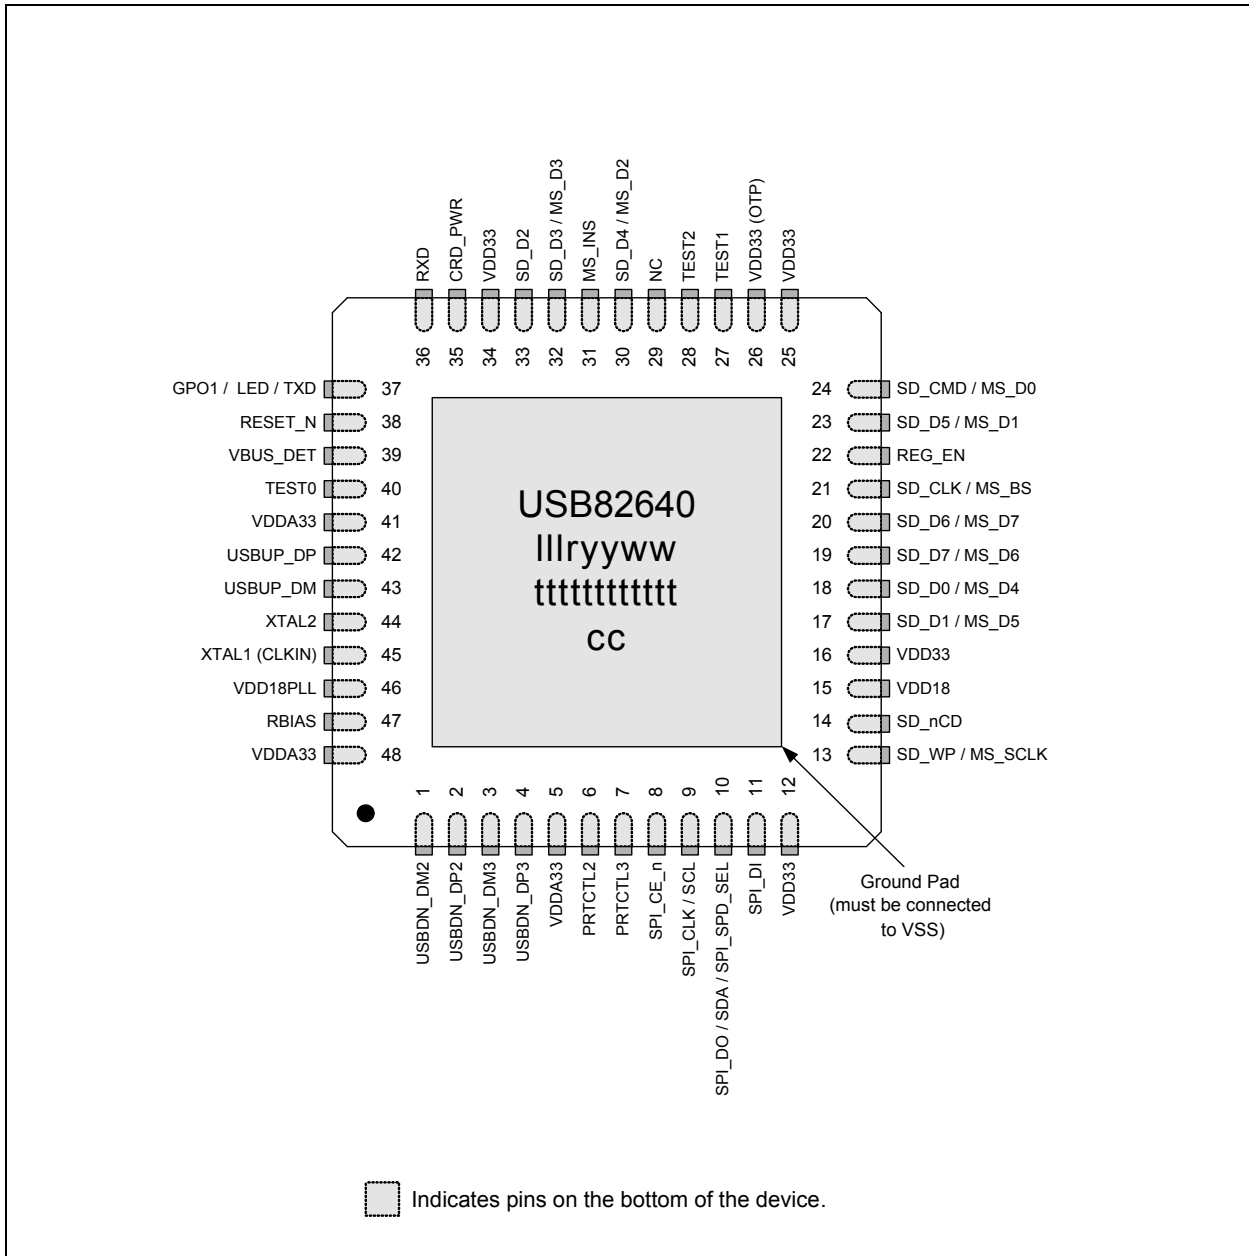 RXD
CRD_PWR
VDD33
SD_D2
SD_D3 / MS_D3
MS_INS
SD_D4 / MS_D2
NC
TEST2
TEST1
VDD33 (OTP)
VDD33
36
35
34
33
32
31
30
29
28
27
26
25
GPO1 / LED / TXD 37
RESET_N 38
VBUS_DET 39
TEST0 40
VDDA33 41
USBUP_DP 42
USBUP_DM 43
XTAL2 44
XTAL1 (CLKIN) 45
VDD18PLL 46
RBIAS 47
VDDA33 48
USB82640
lllryyww
tttttttttttt
cc
24 SD_CMD / MS_D0
23 SD_D5 / MS_D1
22 REG_EN
21 SD_CLK / MS_BS
20 SD_D6 / MS_D7
19 SD_D7 / MS_D6
18 SD_D0 / MS_D4
17 SD_D1 / MS_D5
16 VDD33
15 VDD18
14 SD_nCD
13 SD_WP / MS_SCLK
1
2
3
4
5
6
7
8
9
10
11
12
USBDN_DM2
USBDN_DP2
USBDN_DM3
USBDN_DP3
VDDA33
PRTCTL2
PRTCTL3
SPI_CE_n
SPI_CLK / SCL
SPI_DO / SDA / SPI_SPD_SEL
SPI_DI
VDD33
Ground Pad
(must be connected
to VSS)
Indicates pins on the bottom of the device.